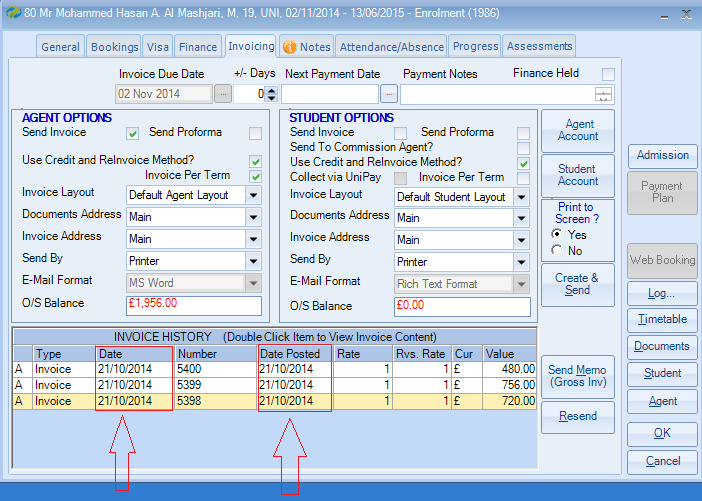 80 Mr Mohammed Hasan A. Al Mashjari, M, 19, UNI, 02/11/2014 - 13/06/2015 - Enrolment (1986)
General Bookings Visa Finance Invoicing Notes Attendance/Absence Progress Assessments
Invoice Due Date +/- Days Next Payment Date Payment Notes Finance Held
02 Nov 2014 ... 0 ...
AGENT OPTIONS
Send Invoice Send Proforma
Use Credit and ReInvoice Method?
Invoice Per Term
Invoice Layout Default Agent Layout
Documents Address Main
Invoice Address Main
Send By Printer
E-Mail Format MS Word
O/S Balance £1,956.00
STUDENT OPTIONS
Send Invoice Send Proforma
Send To Commission Agent?
Use Credit and ReInvoice Method?
Collect via UniPay Invoice Per Term
Invoice Layout Default Student Layout
Documents Address Main
Invoice Address Main
Send By Printer
E-Mail Format Rich Text Format
O/S Balance £0.00
Agent
Account
Student
Account
Print to
Screen ?
Yes
No
Create &
Send
INVOICE HISTORY (Double Click Item to View Invoice Content)
Type Date Number Date Posted Rate Rvs. Rate Cur Value
A Invoice 21/10/2014 5400 21/10/2014 1 1 £ 480.00
A Invoice 21/10/2014 5399 21/10/2014 1 1 £ 756.00
A Invoice 21/10/2014 5398 21/10/2014 1 1 £ 720.00
Send Memo
(Gross Inv)
Resend
Admission
Payment
Plan
Web Booking
Log...
Timetable
Documents
Student
Agent
OK
Cancel